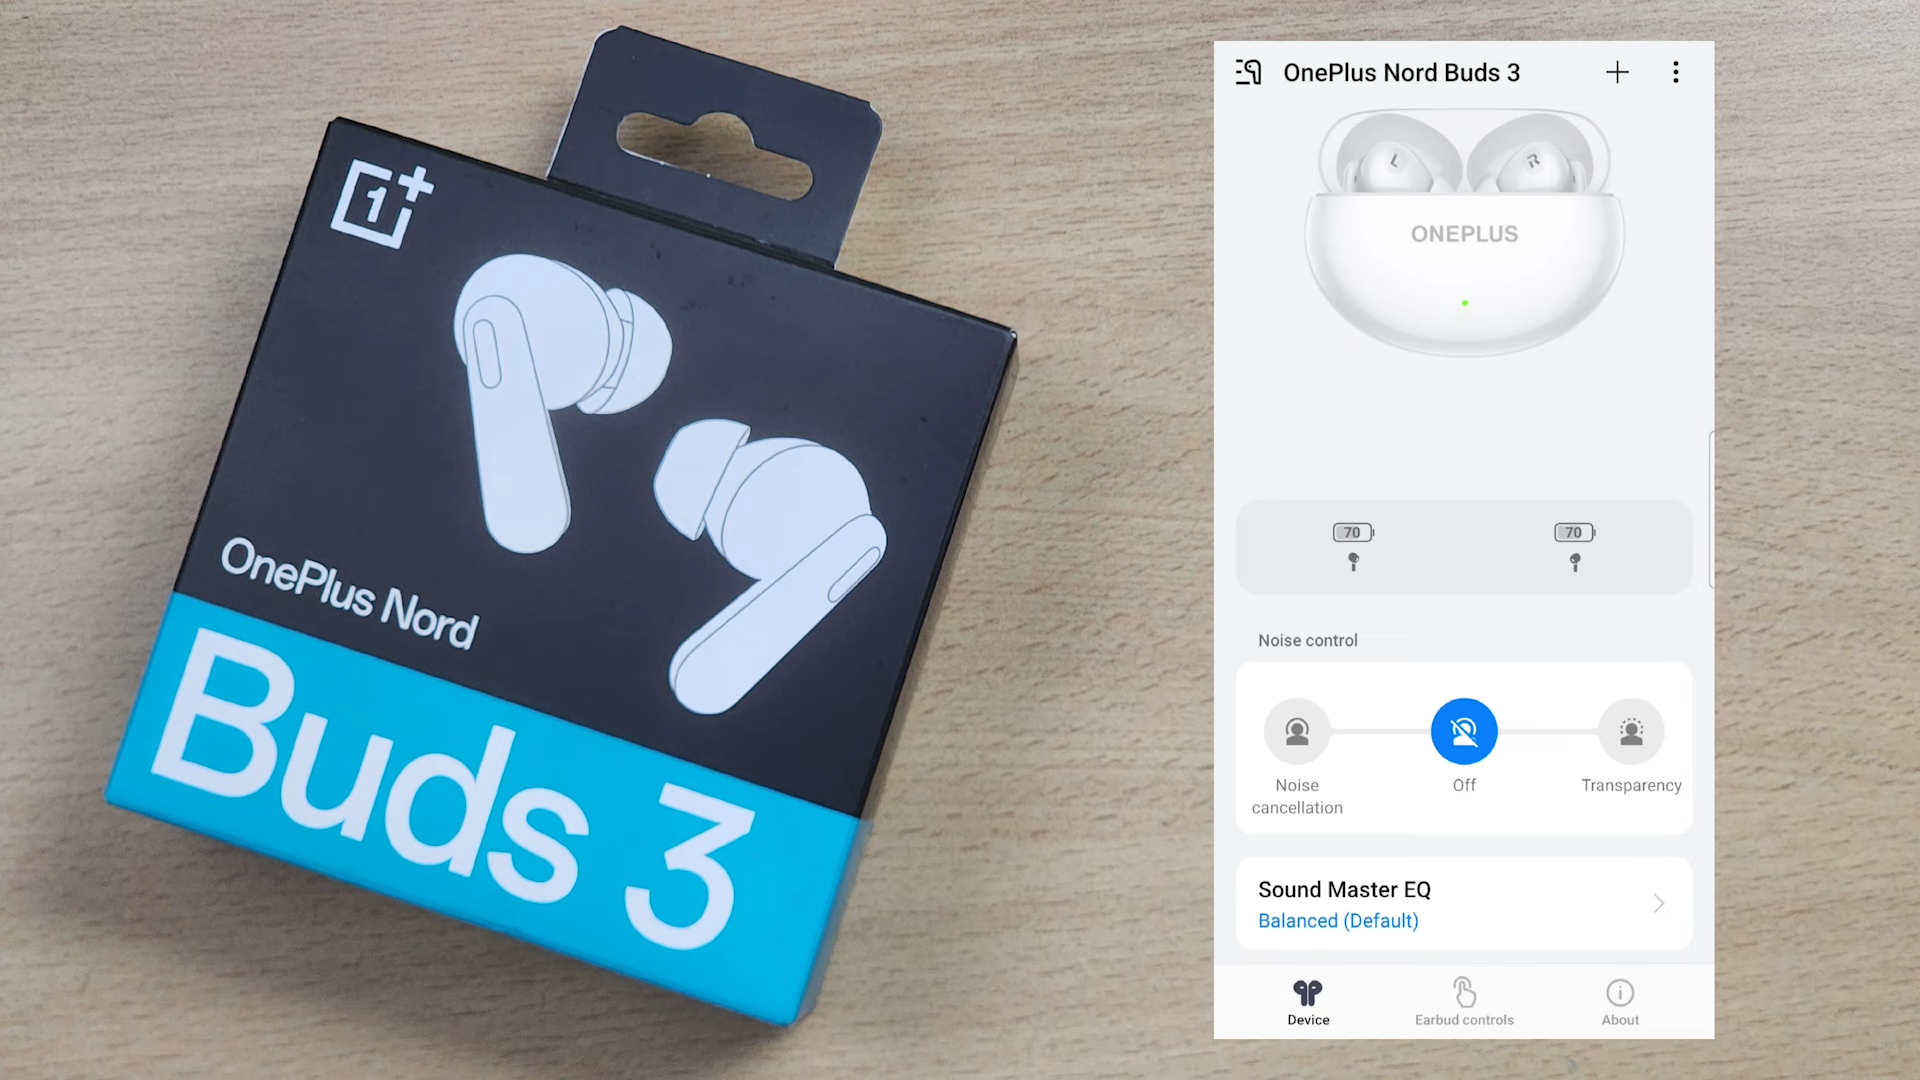 1+
OnePlus Nord
Buds 3
OnePlus Nord Buds 3
L
R
ONEPLUS
70
70
Noise control
Noise
cancellation
Off
Transparency
Sound Master EQ
Balanced (Default)
Device
Earbud controls
About